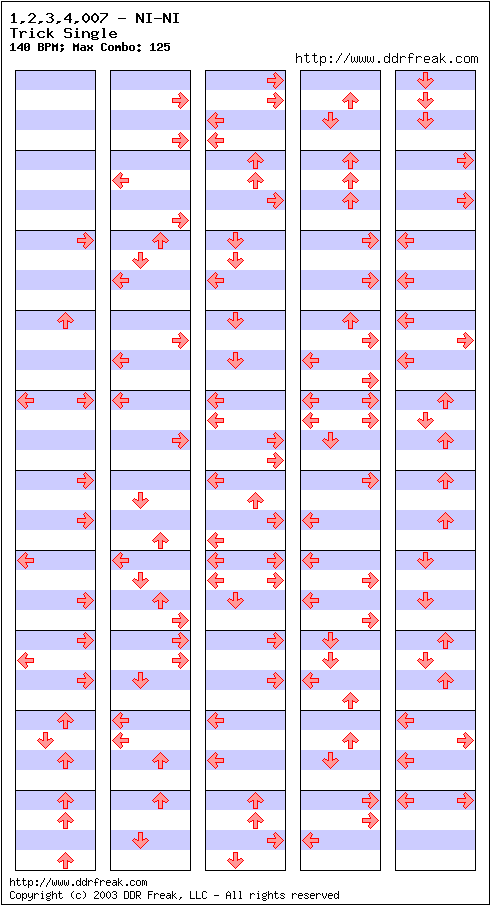 1,2,3,4,007 - NI-NI
Trick Single
140 BPM; Max Combo: 125
http://www.ddrfreak.com
http://www.ddrfreak.com
Copyright (c) 2003 DDR Freak, LLC - All rights reserved